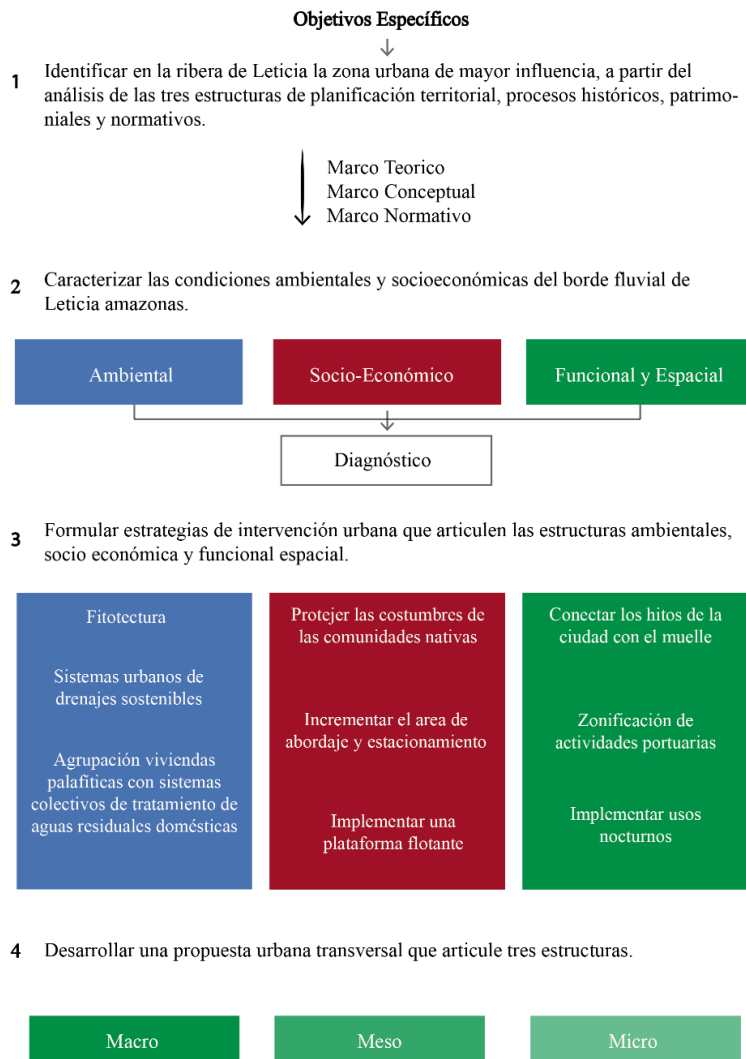 Objetivos Específicos
1
Identificar en la ribera de Leticia la zona urbana de mayor influencia, a partir del
análisis de las tres estructuras de planificación territorial, procesos históricos, patrimo-
niales y normativos.
Marco Teorico
Marco Conceptual
Marco Normativo
2
Caracterizar las condiciones ambientales y socioeconómicas del borde fluvial de
Leticia amazonas.
Ambiental
Socio-Económico
Funcional y Espacial
Diagnóstico
3
Formular estrategias de intervención urbana que articulen las estructuras ambientales,
socio económica y funcional espacial.
Fitotectura
Sistemas urbanos de
drenajes sostenibles
Agrupación viviendas
palafíticas con sistemas
colectivos de tratamiento de
aguas residuales domésticas
Protejer las costumbres de
las comunidades nativas
Incrementar el area de
abordaje y estacionamiento
Implementar una
plataforma flotante
Conectar los hitos de la
ciudad con el muelle
Zonificación de
actividades portuarias
Implementar usos
nocturnos
4
Desarrollar una propuesta urbana transversal que articule tres estructuras.
Macro
Meso
Micro